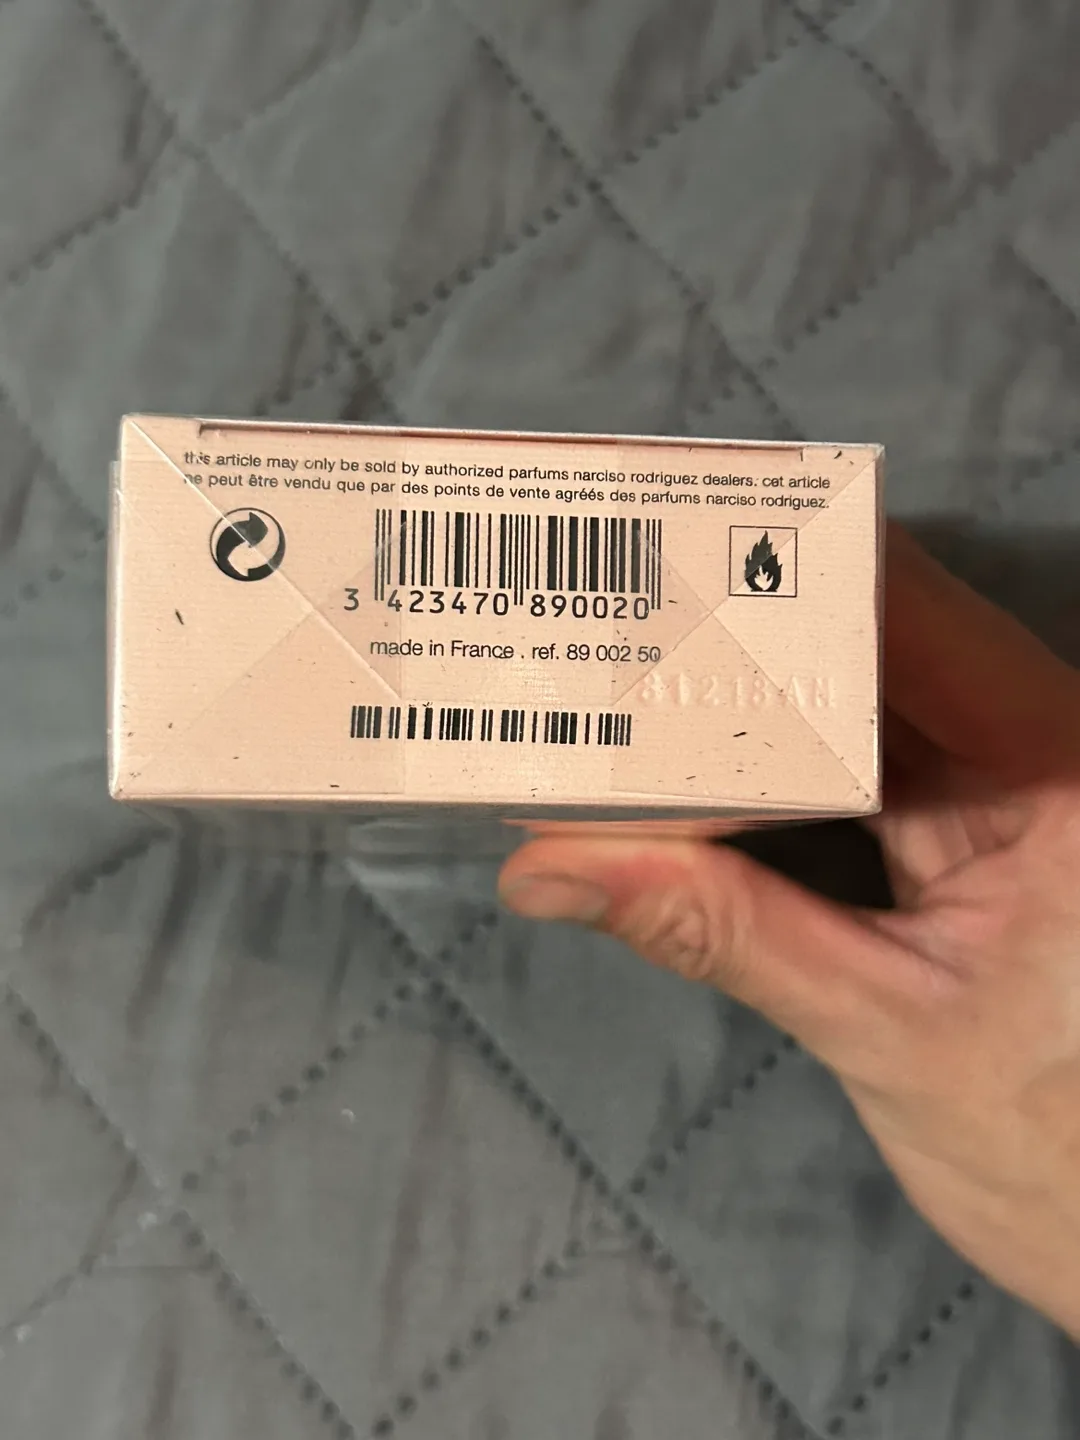 this article may only be sold by authorized parfums narciso rodriguez dealers. cet article
ne peut être vendu que par des points de vente agréés des parfums narciso rodriguez.
3 423470 890020
made in France . ref. 89 002 50
81218AN